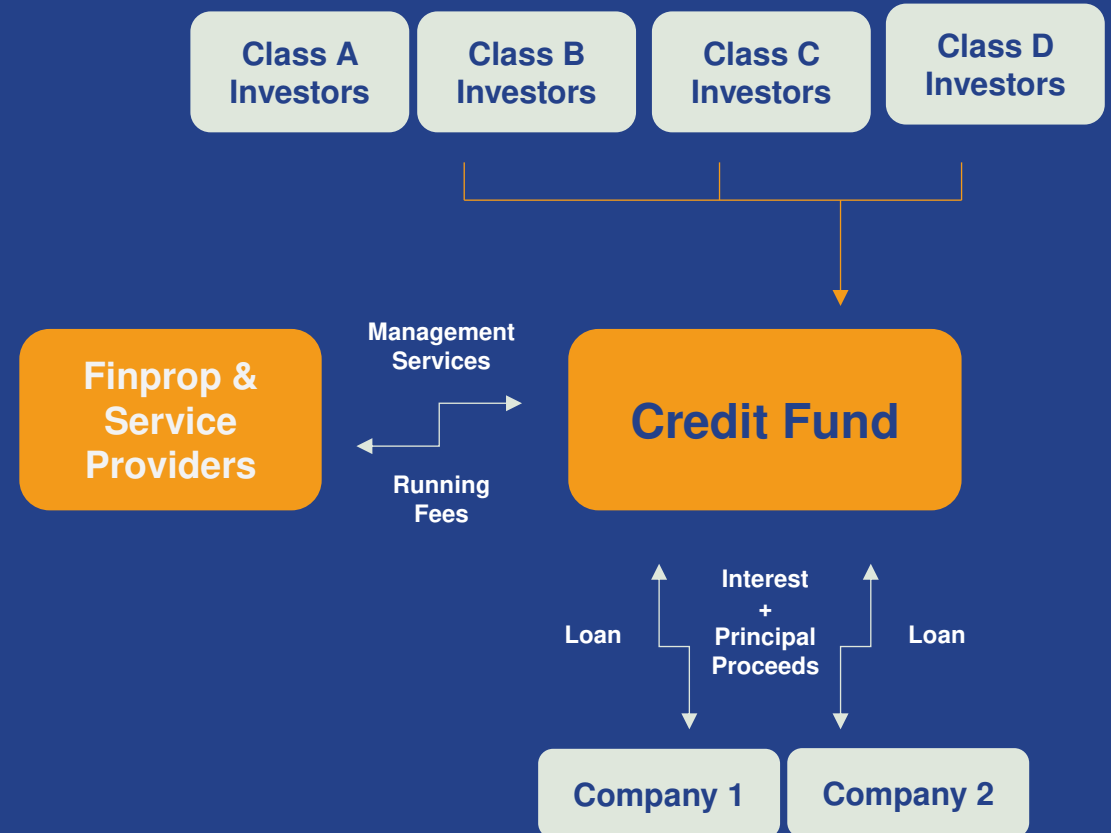 Class A
Investors
Class B
Investors
Class C
Investors
Class D
Investors
Management
Services
Finprop &
Service
Providers
Credit Fund
Running
Fees
Interest
+
Principal
Proceeds
Loan
Loan
Company 1
Company 2